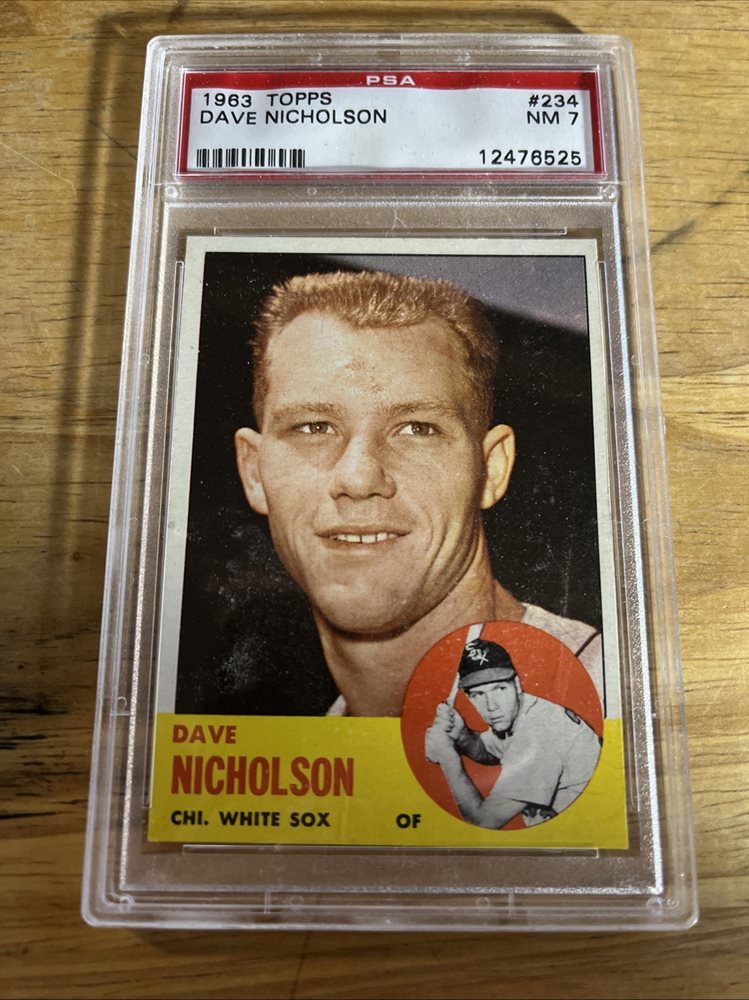 PSA
1963 TOPPS #234
DAVE NICHOLSON NM 7
12476525
SOX
DAVE
NICHOLSON
CHI. WHITE SOX OF